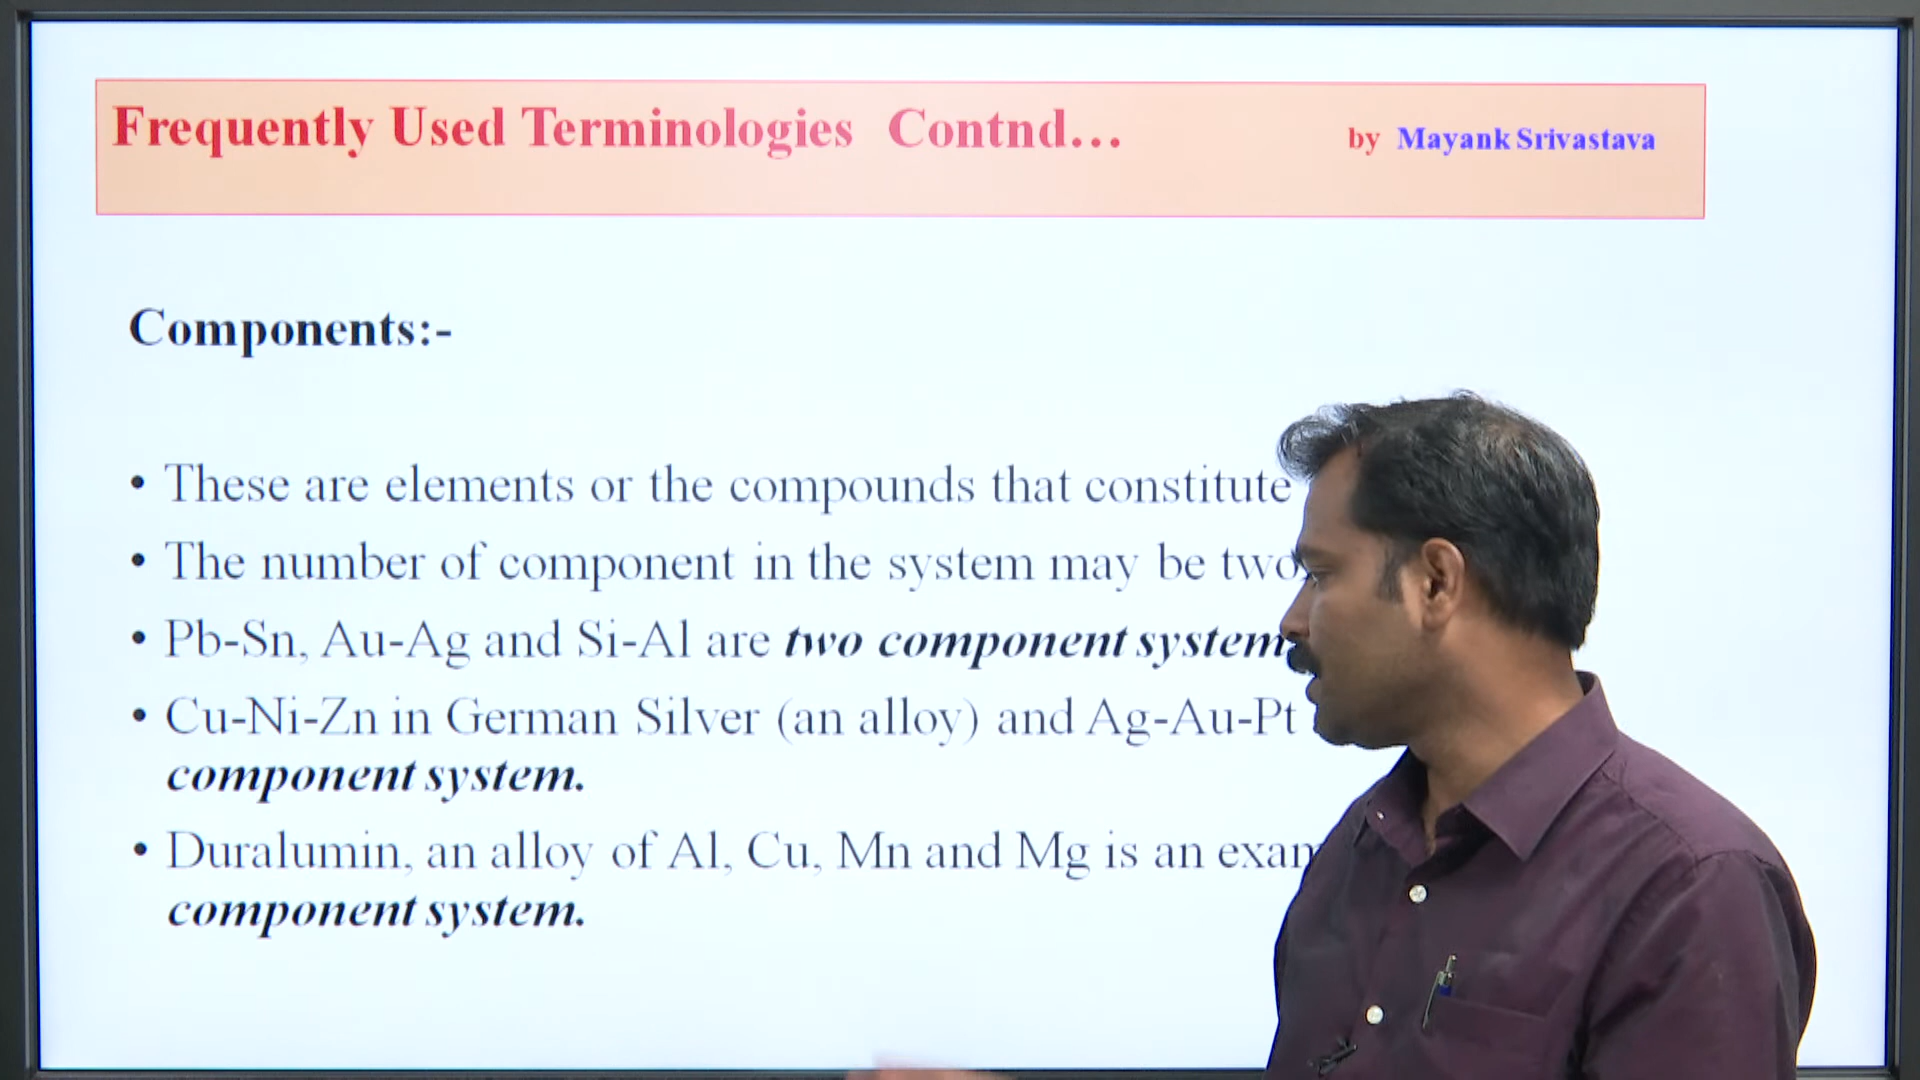 Frequently Used Terminologies Contnd...
by Mayank Srivastava
Components:-
• These are elements or the compounds that constitute
• The number of component in the system may be two,
• Pb-Sn, Au-Ag and Si-Al are two component system
• Cu-Ni-Zn in German Silver (an alloy) and Ag-Au-Pt
component system.
• Duralumin, an alloy of Al, Cu, Mn and Mg is an
component system.